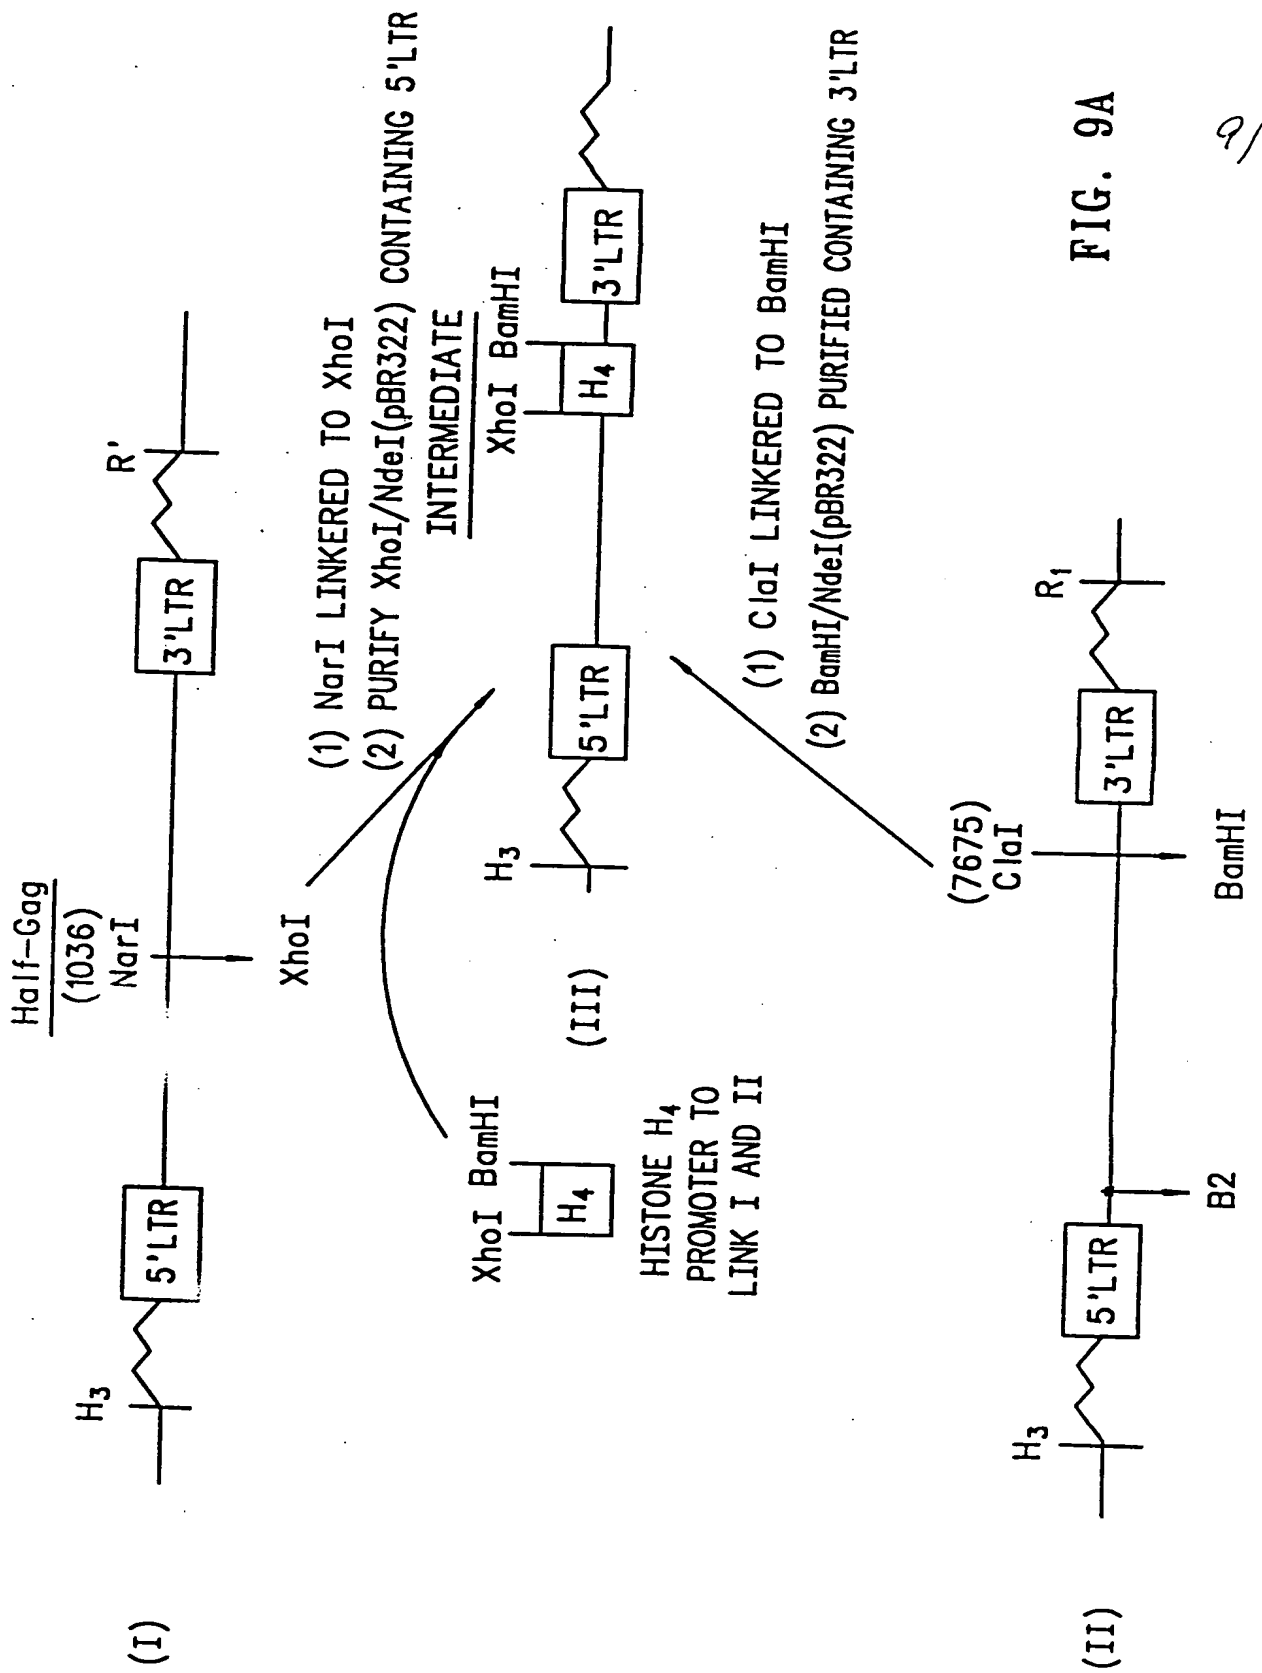 (I)
H3
5'LTR
Half-Gag
(1036)
NarI
XhoI
3'LTR
R'
(1) NarI LINKERED TO XhoI
(2) PURIFY XhoI/NdeI(pBR322) CONTAINING 5'LTR
INTERMEDIATE
XhoI BamHI
H4
HISTONE H4
PROMOTER TO
LINK I AND II
(III)
H3
5'LTR
XhoI BamHI
H4
3'LTR
(1) ClaI LINKERED TO BamHI
(2) BamHI/NdeI(pBR322) PURIFIED CONTAINING 3'LTR
(II)
H3
5'LTR
B2
(7675)
ClaI
BamHI
3'LTR
R1
FIG. 9A